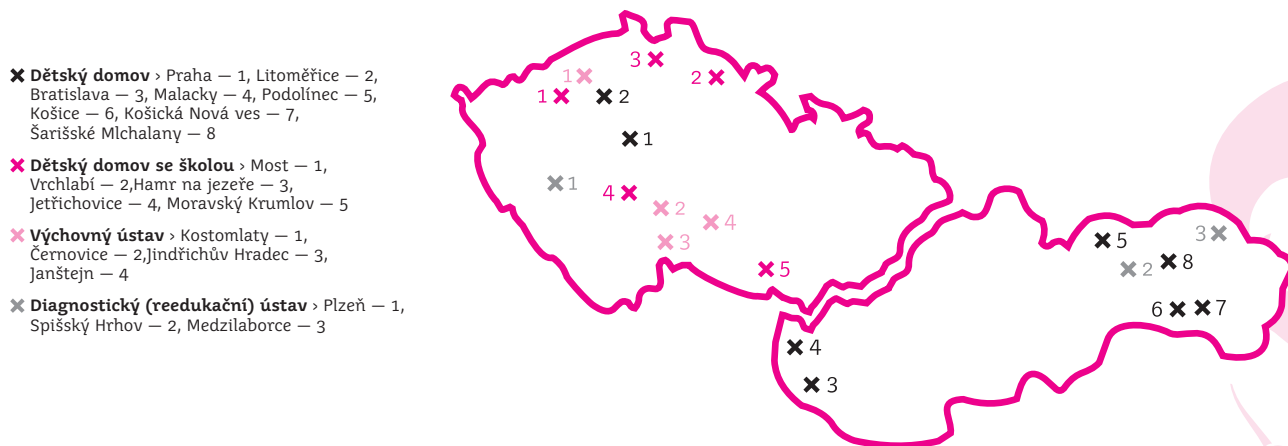 Dětský domov › Praha — 1, Litoměřice — 2,
Bratislava — 3, Malacky — 4, Podolínec — 5,
Košice — 6, Košická Nová ves — 7,
Šarišské Mlchalany — 8
Dětský domov se školou › Most — 1,
Vrchlabí — 2,Hamr na jezeře — 3,
Jetřichovice — 4, Moravský Krumlov — 5
Výchovný ústav › Kostomlaty — 1,
Černovice — 2,Jindřichův Hradec — 3,
Janštejn — 4
Diagnostický (reedukační) ústav › Plzeň — 1,
Spišský Hrhov — 2, Medzilaborce — 3
3
1
2
1
2
1
1
4
2
4
3
5
5
3
2
8
6
7
4
3